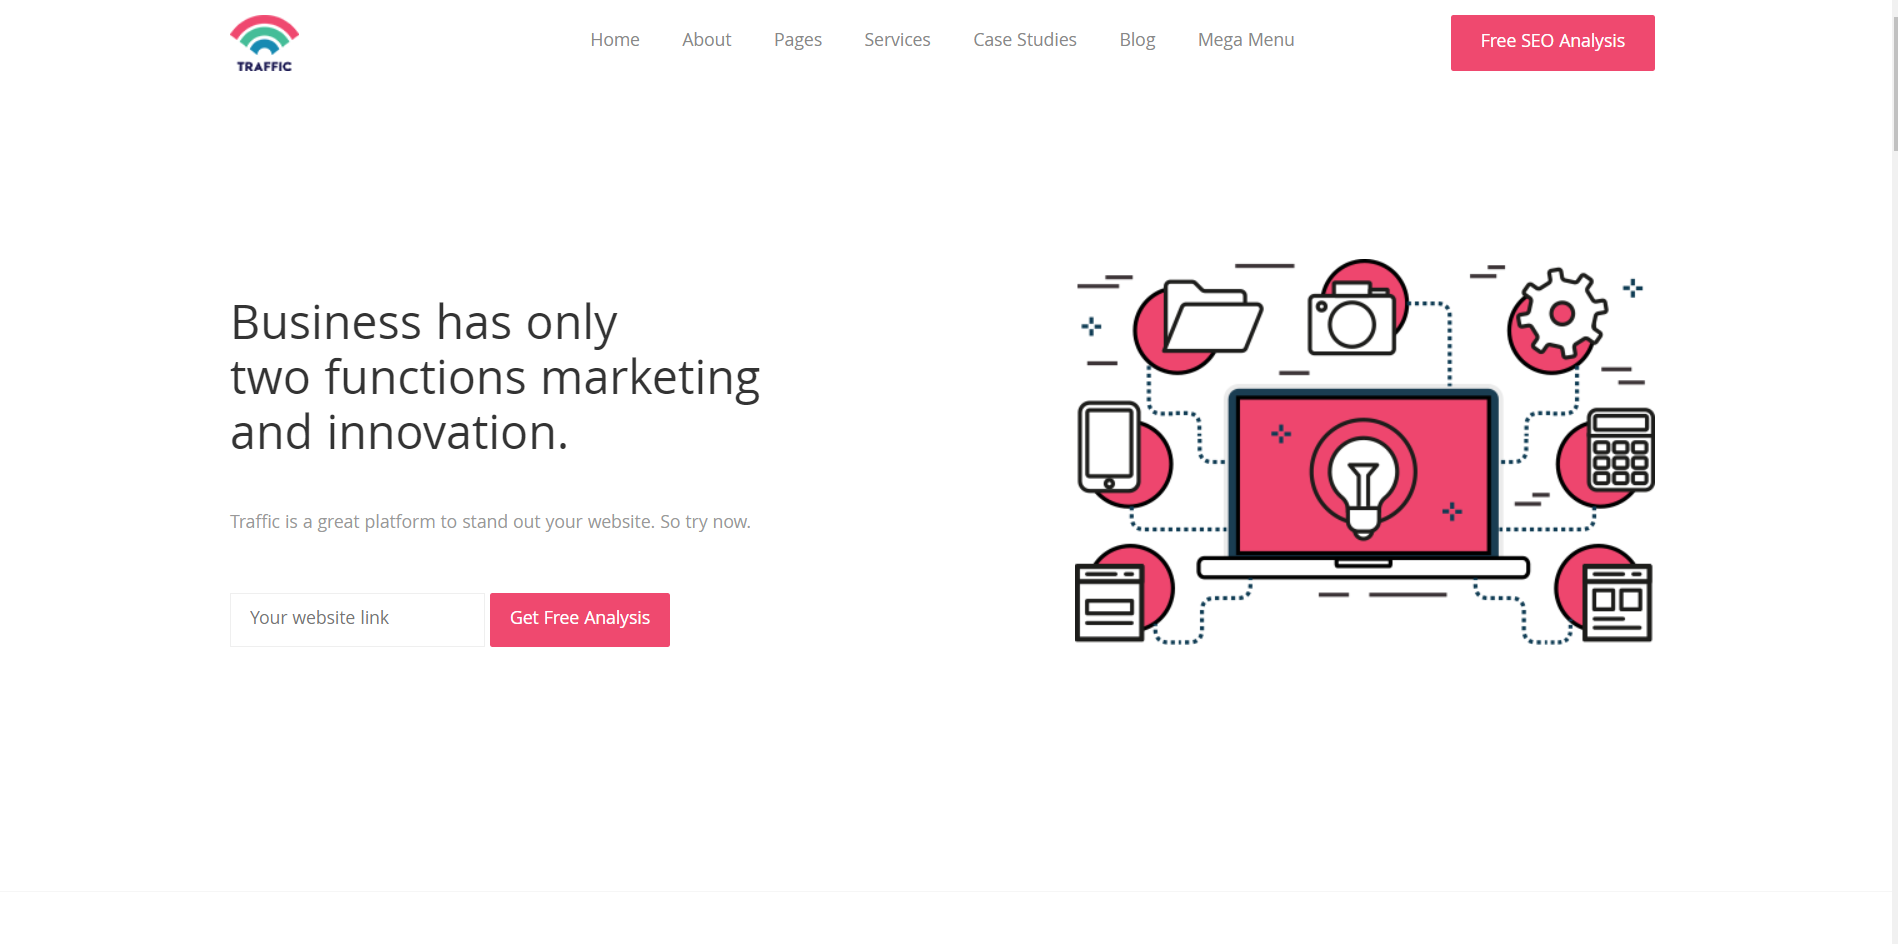 TRAFFIC
Home About Pages Services Case Studies Blog Mega Menu
Free SEO Analysis
Business has only
two functions marketing
and innovation.
Traffic is a great platform to stand out your website. So try now.
Your website link
Get Free Analysis